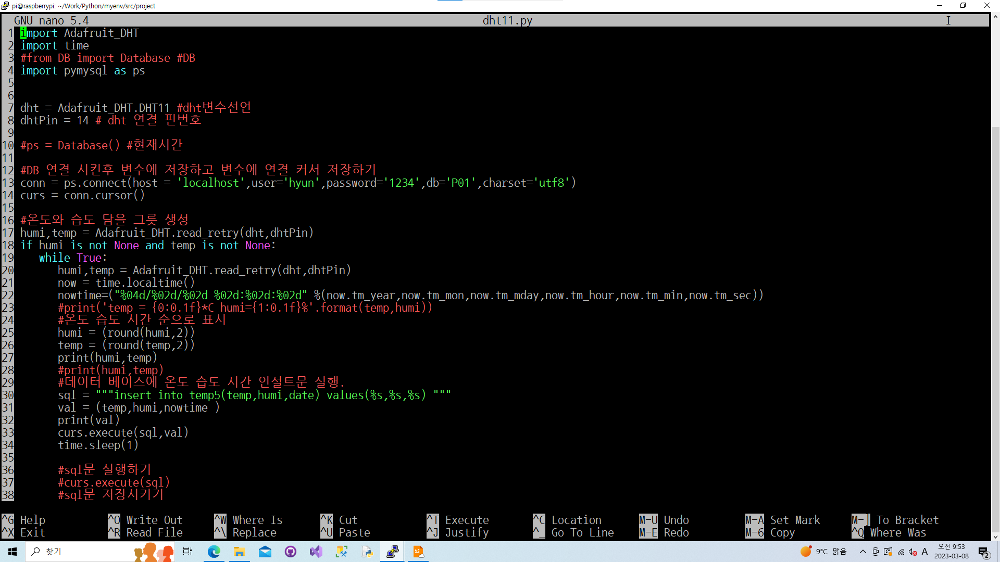 pi@raspberrypi: ~/Work/Python/myenv/src/project
GNU nano 5.4 dht11.py I
1 import Adafruit_DHT
2 import time
3 #from DB import Database #DB
4 import pymysql as ps
5
6
7 dht = Adafruit_DHT.DHT11 #dht변수선언
8 dhtPin = 14 # dht 연결 핀번호
9
10 #ps = Database() #현재시간
11
12 #DB 연결 시킨후 변수에 저장하고 변수에 연결 커서 저장하기
13 conn = ps.connect(host = 'localhost',user='hyun',password='1234',db='P01',charset='utf8')
14 curs = conn.cursor()
15
16 #온도와 습도 담을 그릇 생성
17 humi,temp = Adafruit_DHT.read_retry(dht,dhtPin)
18 if humi is not None and temp is not None:
19    while True:
20       humi,temp = Adafruit_DHT.read_retry(dht,dhtPin)
21       now = time.localtime()
22       nowtime=("%04d/%02d/%02d %02d:%02d:%02d" %(now.tm_year,now.tm_mon,now.tm_mday,now.tm_hour,now.tm_min,now.tm_sec))
23       #print('temp = {0:0.1f}*C humi={1:0.1f}%'.format(temp,humi))
24       #온도 습도 시간 순으로 표시
25       humi = (round(humi,2))
26       temp = (round(temp,2))
27       print(humi,temp)
28       #print(humi,temp)
29       #데이터 베이스에 온도 습도 시간 인설트문 실행.
30       sql = """insert into temp5(temp,humi,date) values(%s,%s,%s) """
31       val = (temp,humi,nowtime )
32       print(val)
33       curs.execute(sql,val)
34       time.sleep(1)
35
36       #sql문 실행하기
37       #curs.execute(sql)
38       #sql문 저장시키기
^G Help ^O Write Out ^W Where Is ^K Cut ^T Execute ^C Location M-U Undo M-A Set Mark M-] To Bracket
^X Exit ^R Read File ^\ Replace ^U Paste ^J Justify ^_ Go To Line M-E Redo M-6 Copy ^Q Where Was
찾기 9°C 맑음 A 오전 9:53
2023-03-08 2